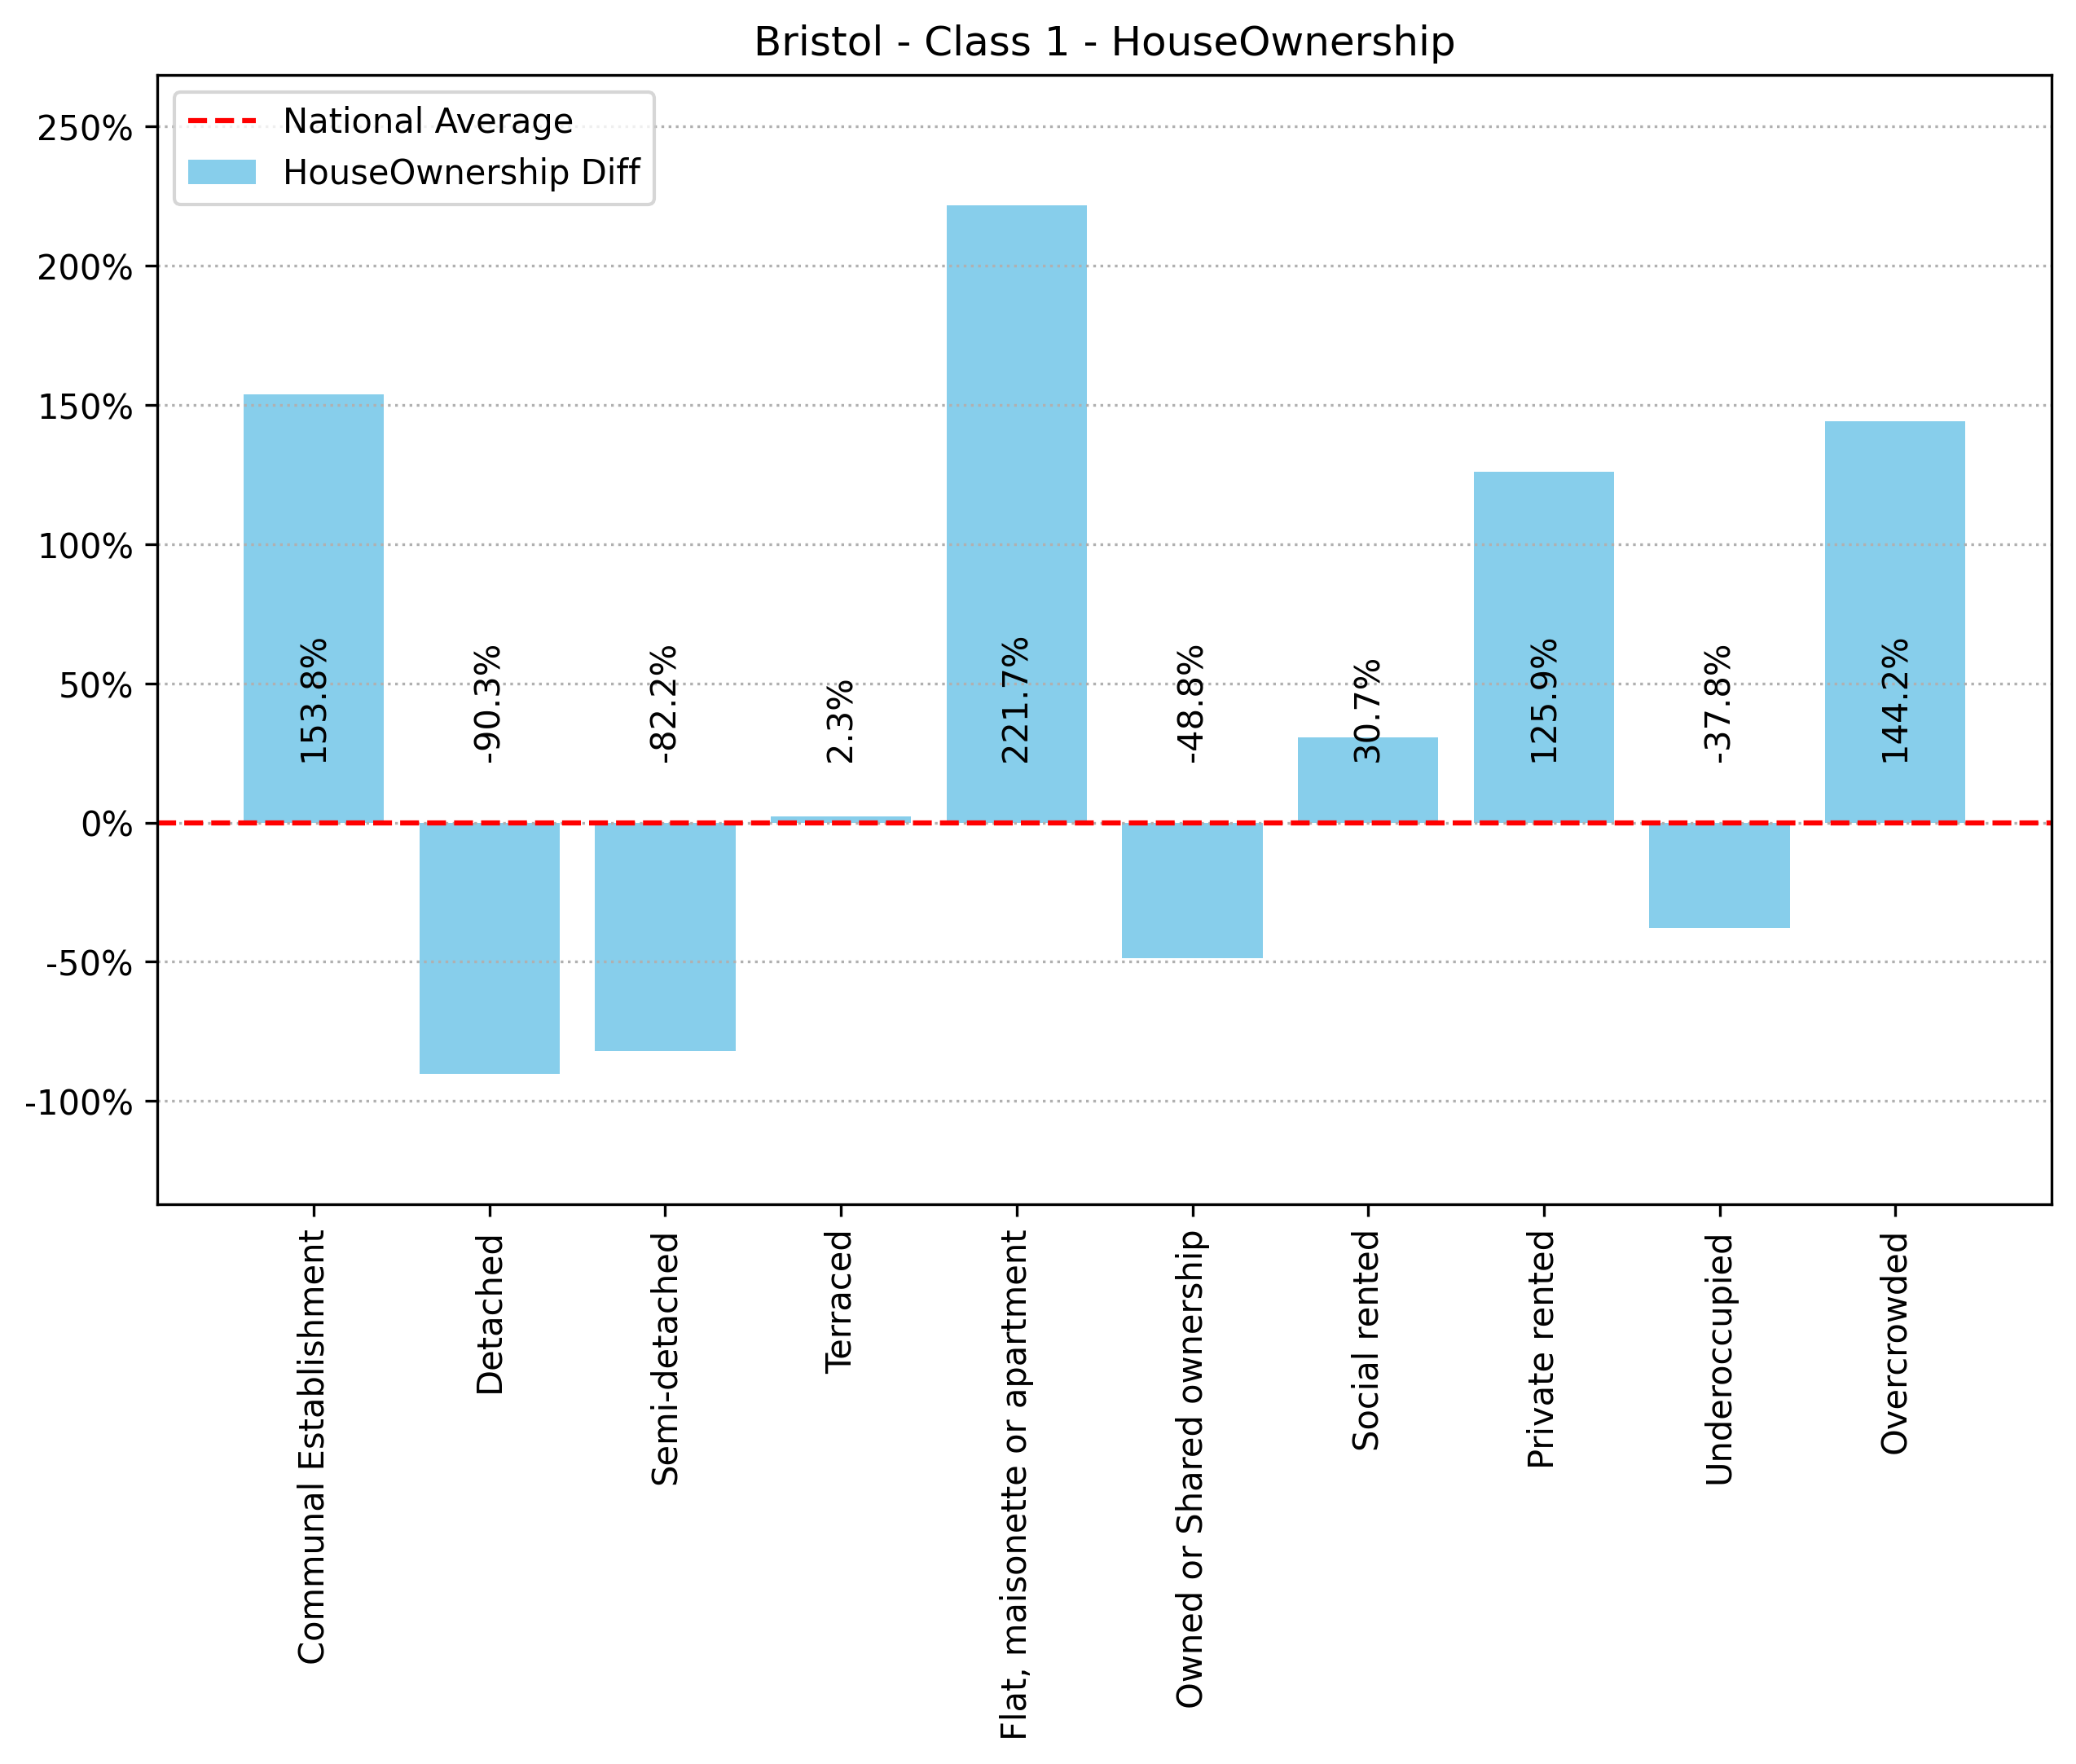 Bristol - Class 1 - HouseOwnership
National Average
HouseOwnership Diff
250%
200%
150%
100%
50%
0%
-50%
-100%
153.8%
-90.3%
-82.2%
2.3%
221.7%
-48.8%
30.7%
125.9%
-37.8%
144.2%
Communal Establishment
Detached
Semi-detached
Terraced
Flat, maisonette or apartment
Owned or Shared ownership
Social rented
Private rented
Underoccupied
Overcrowded